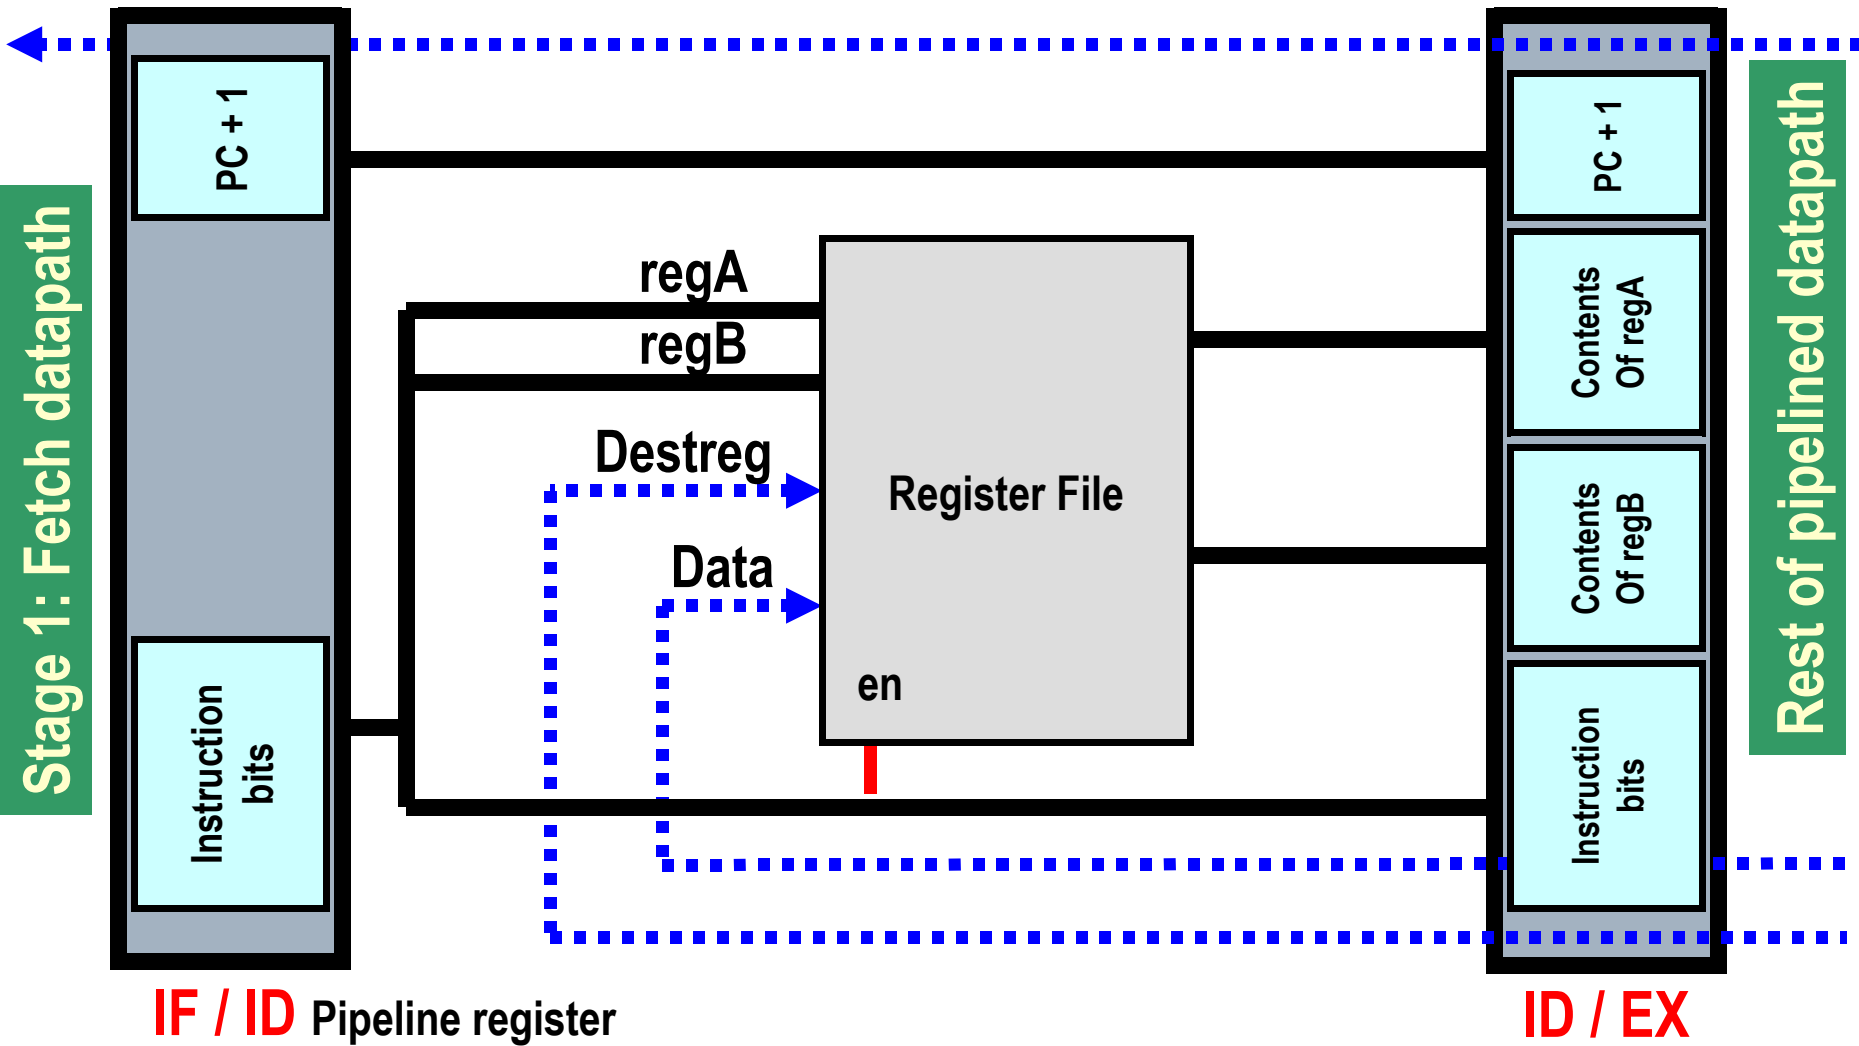 Stage 1: Fetch datapath
PC + 1
Instruction
bits
regA
regB
Destreg
Data
Register File
en
PC + 1
Contents
Of regA
Contents
Of regB
Instruction
bits
Rest of pipelined datapath
IF / ID Pipeline register
ID / EX